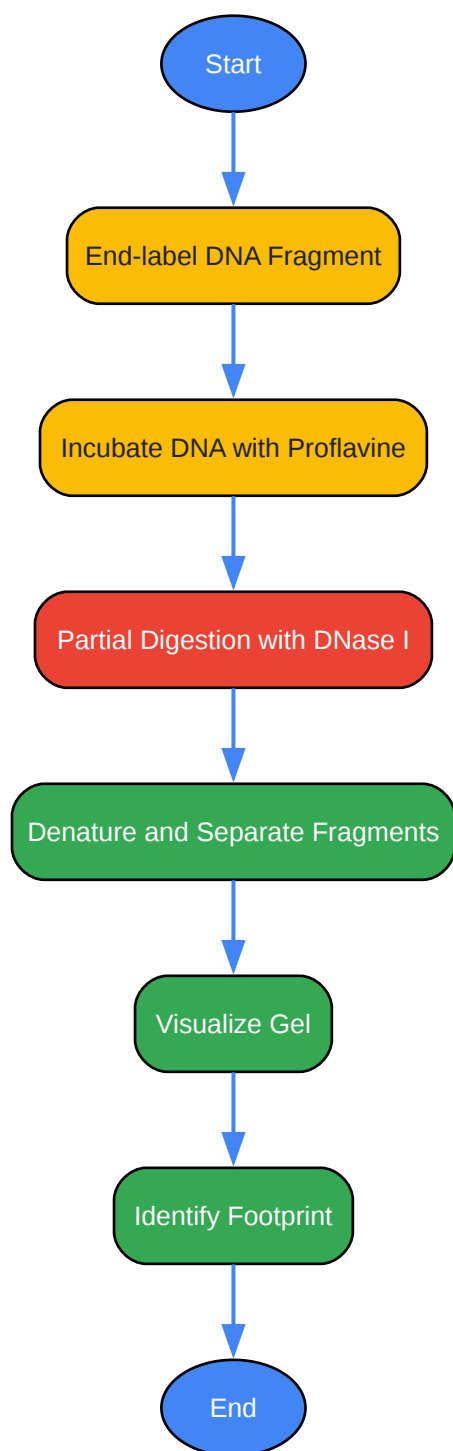 Start
End-label DNA Fragment
Incubate DNA with Proflavine
Partial Digestion with DNase I
Denature and Separate Fragments
Visualize Gel
Identify Footprint
End